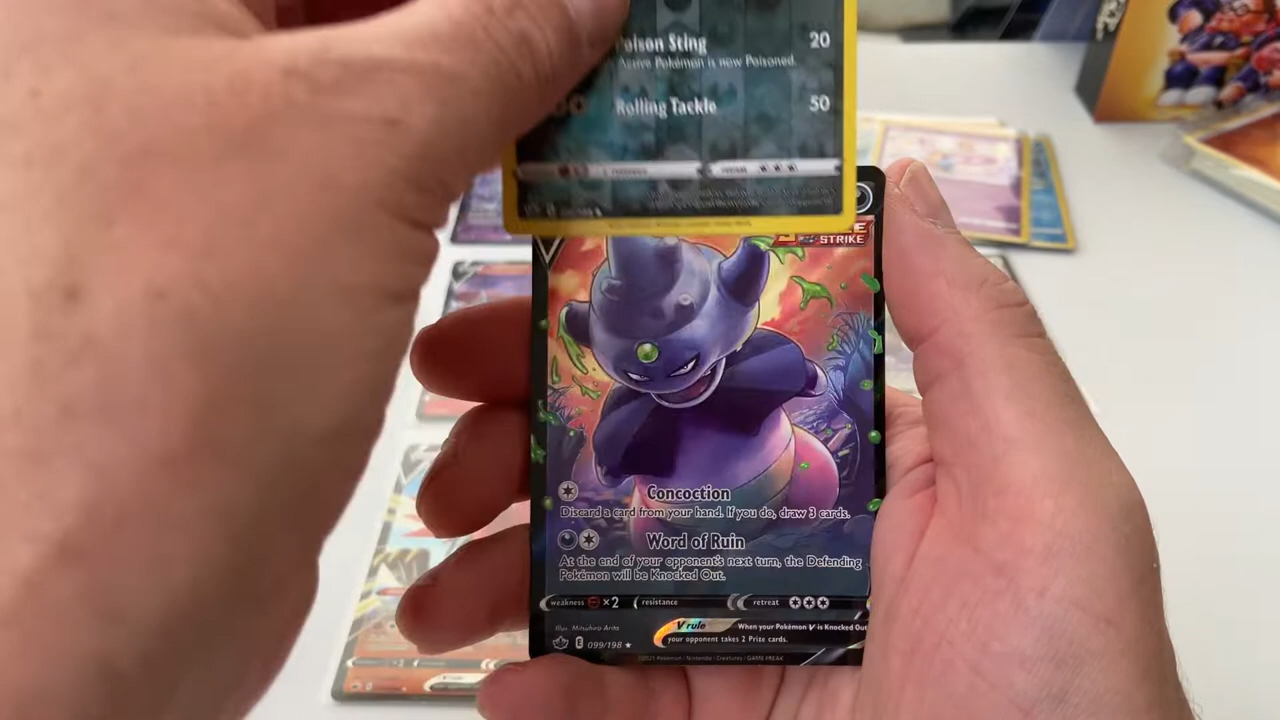 Poison Sting 20
Active Pokémon is now Poisoned.
Rolling Tackle 50
STRIKE
Concoction
Discard a card from your hand. If you do, draw 3 cards.
Word of Ruin
At the end of your opponent's next turn, the Defending
Pokémon will be Knocked Out.
weakness ×2 resistance retreat
Illus. Mitsuhiro Arita
V rule When your Pokémon V is Knocked Out,
your opponent takes 2 Prize cards.
E 099/198
©2021 Pokémon / Nintendo / Creatures / GAME FREAK